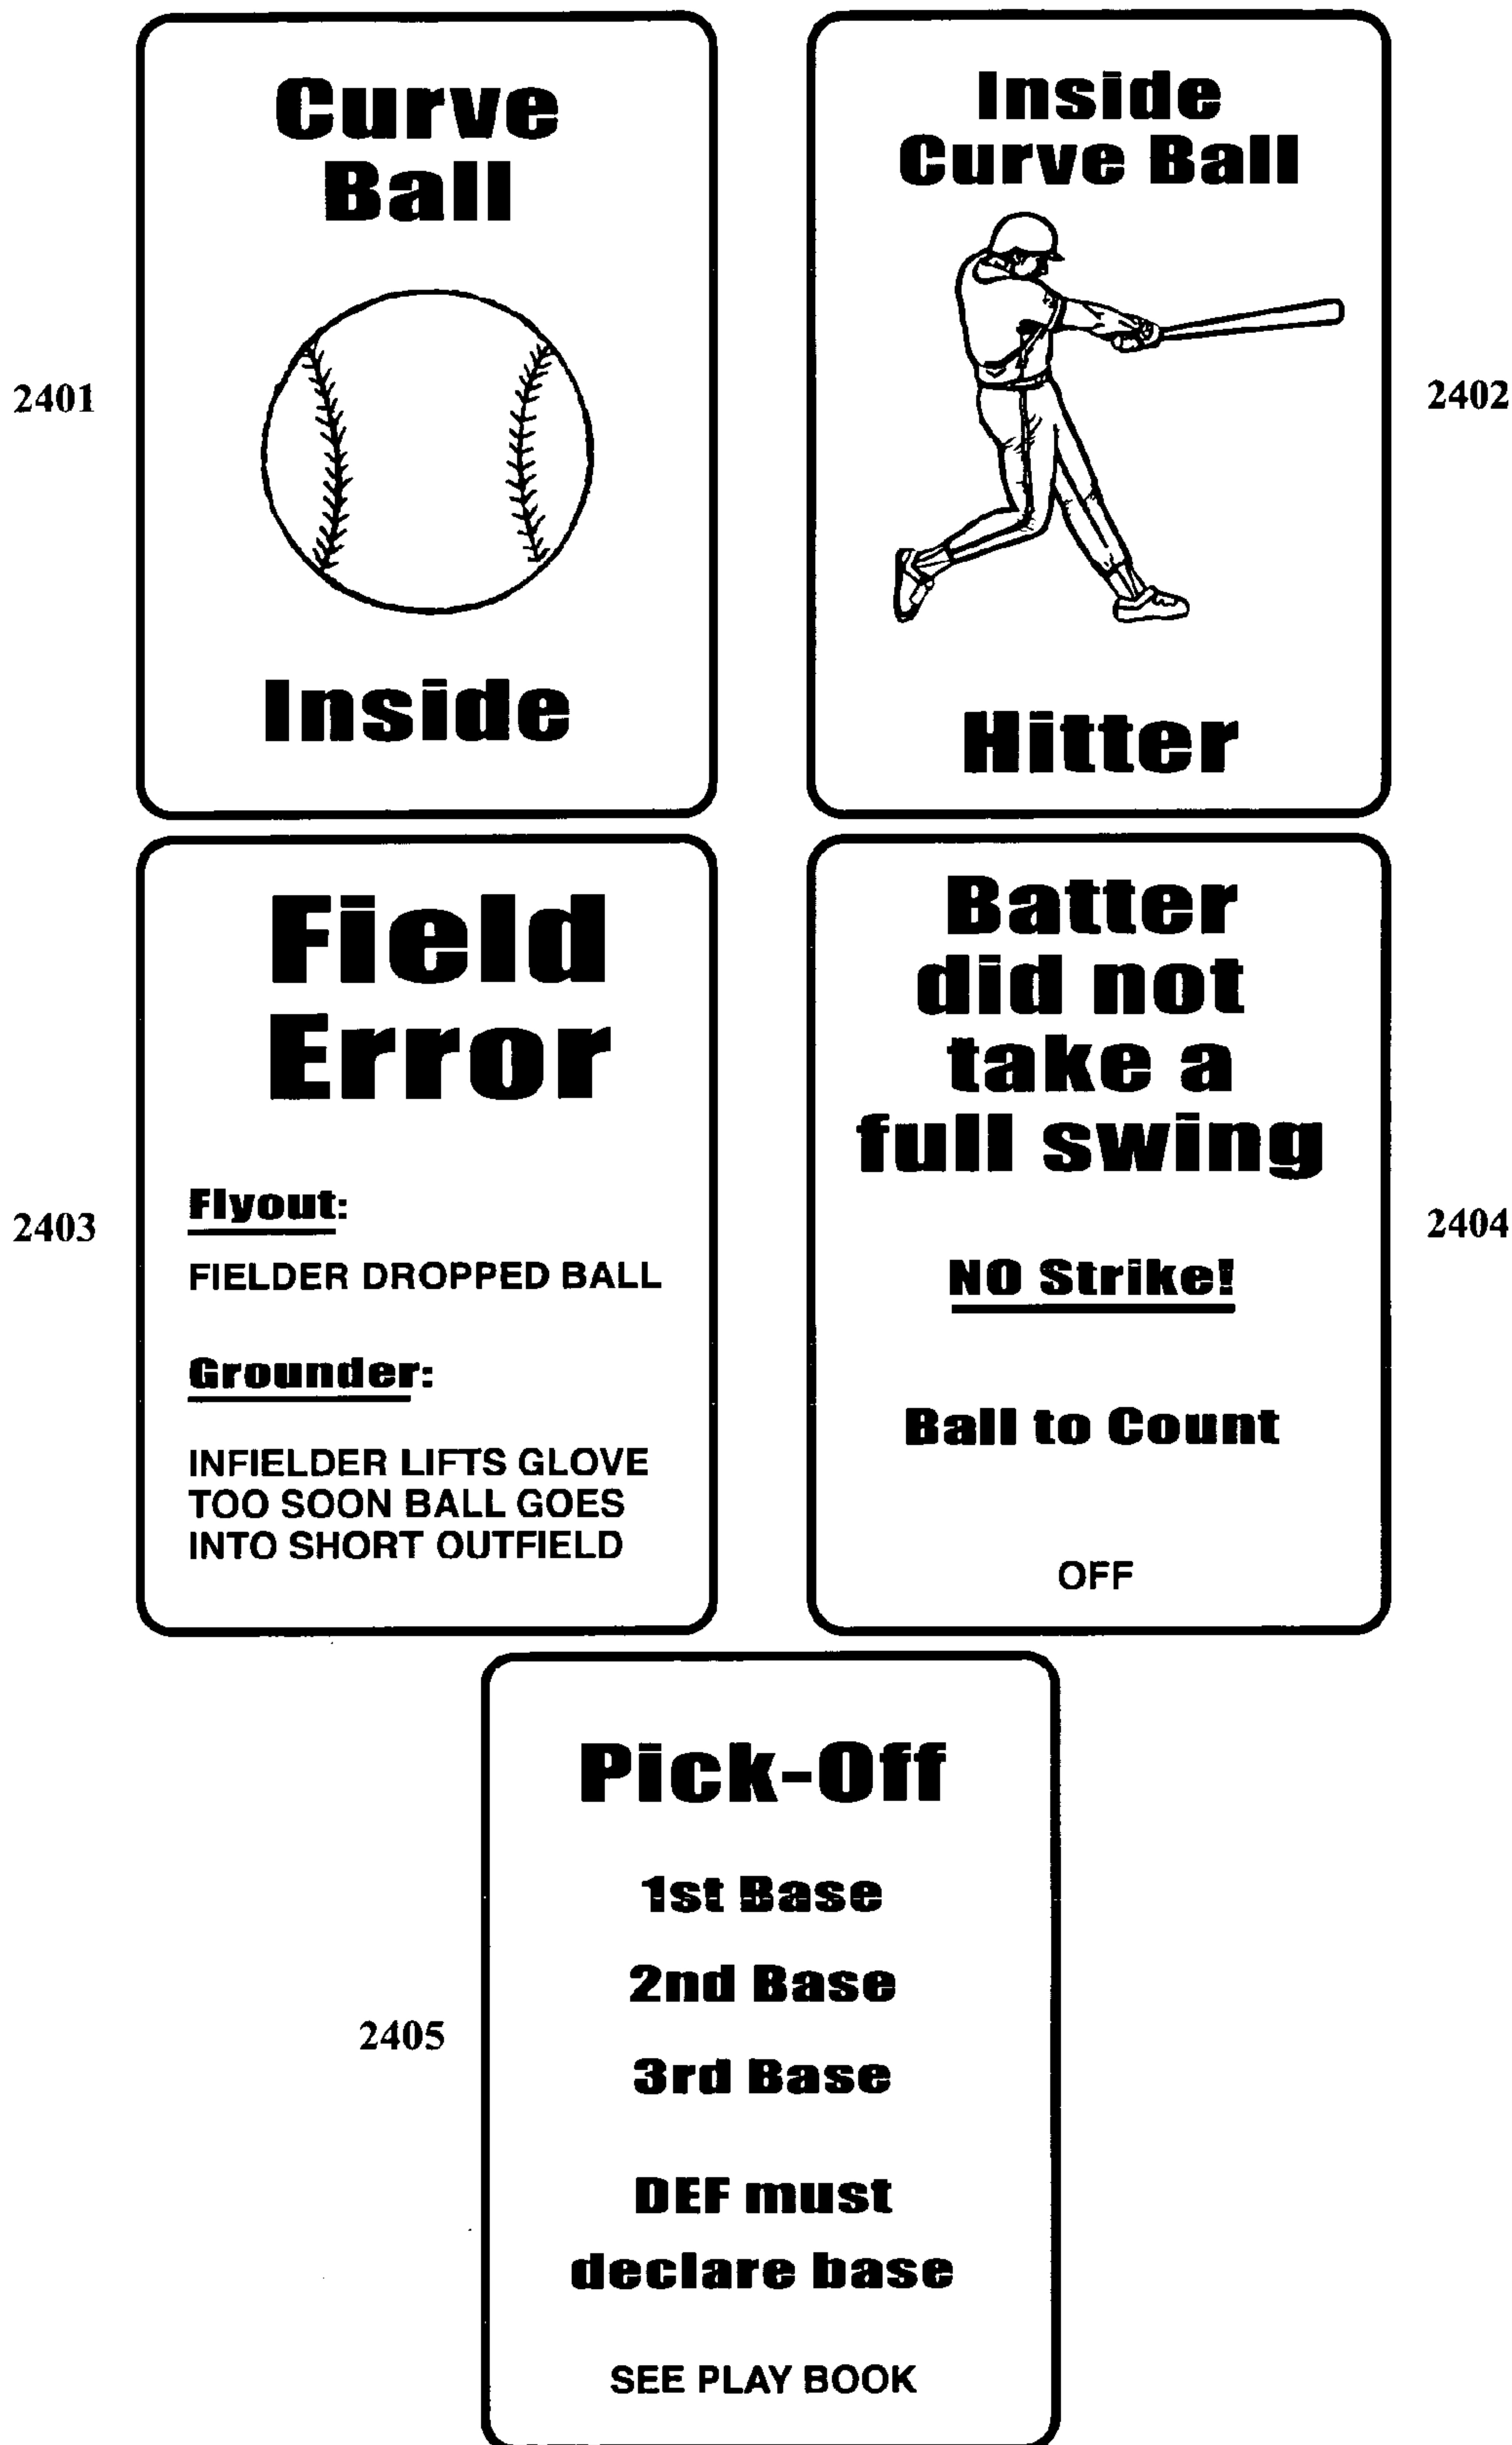 Curve
Ball
Inside
2401
Inside
Curve Ball
Hitter
2402
Field
Error
Flyout:
FIELDER DROPPED BALL
Grounder:
INFIELDER LIFTS GLOVE
TOO SOON BALL GOES
INTO SHORT OUTFIELD
2403
Batter
did not
take a
full swing
NO Strike!
Ball to Count
OFF
2404
Pick-Off
1st Base
2nd Base
3rd Base
DEF must
declare base
SEE PLAY BOOK
2405